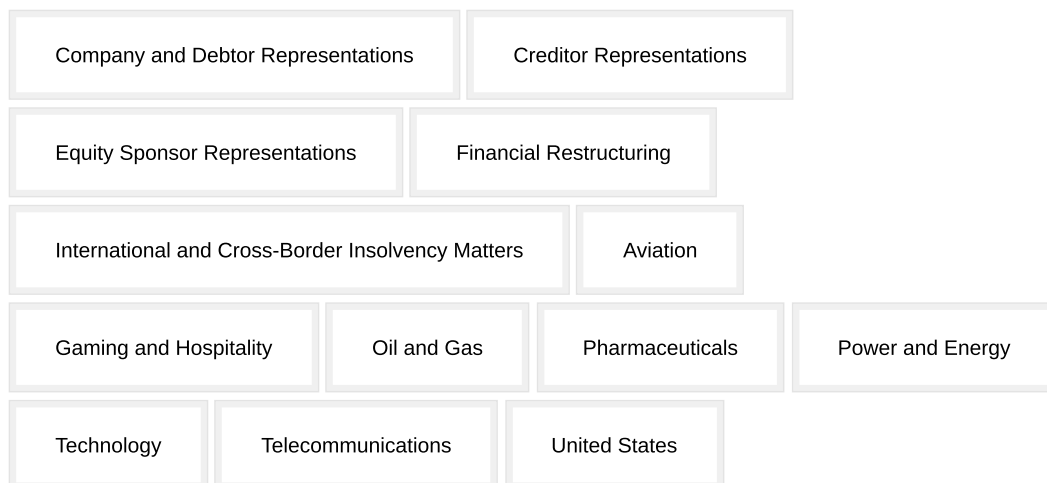 Company and Debtor Representations Creditor Representations
Equity Sponsor Representations Financial Restructuring
International and Cross-Border Insolvency Matters Aviation
Gaming and Hospitality Oil and Gas Pharmaceuticals Power and Energy
Technology Telecommunications United States